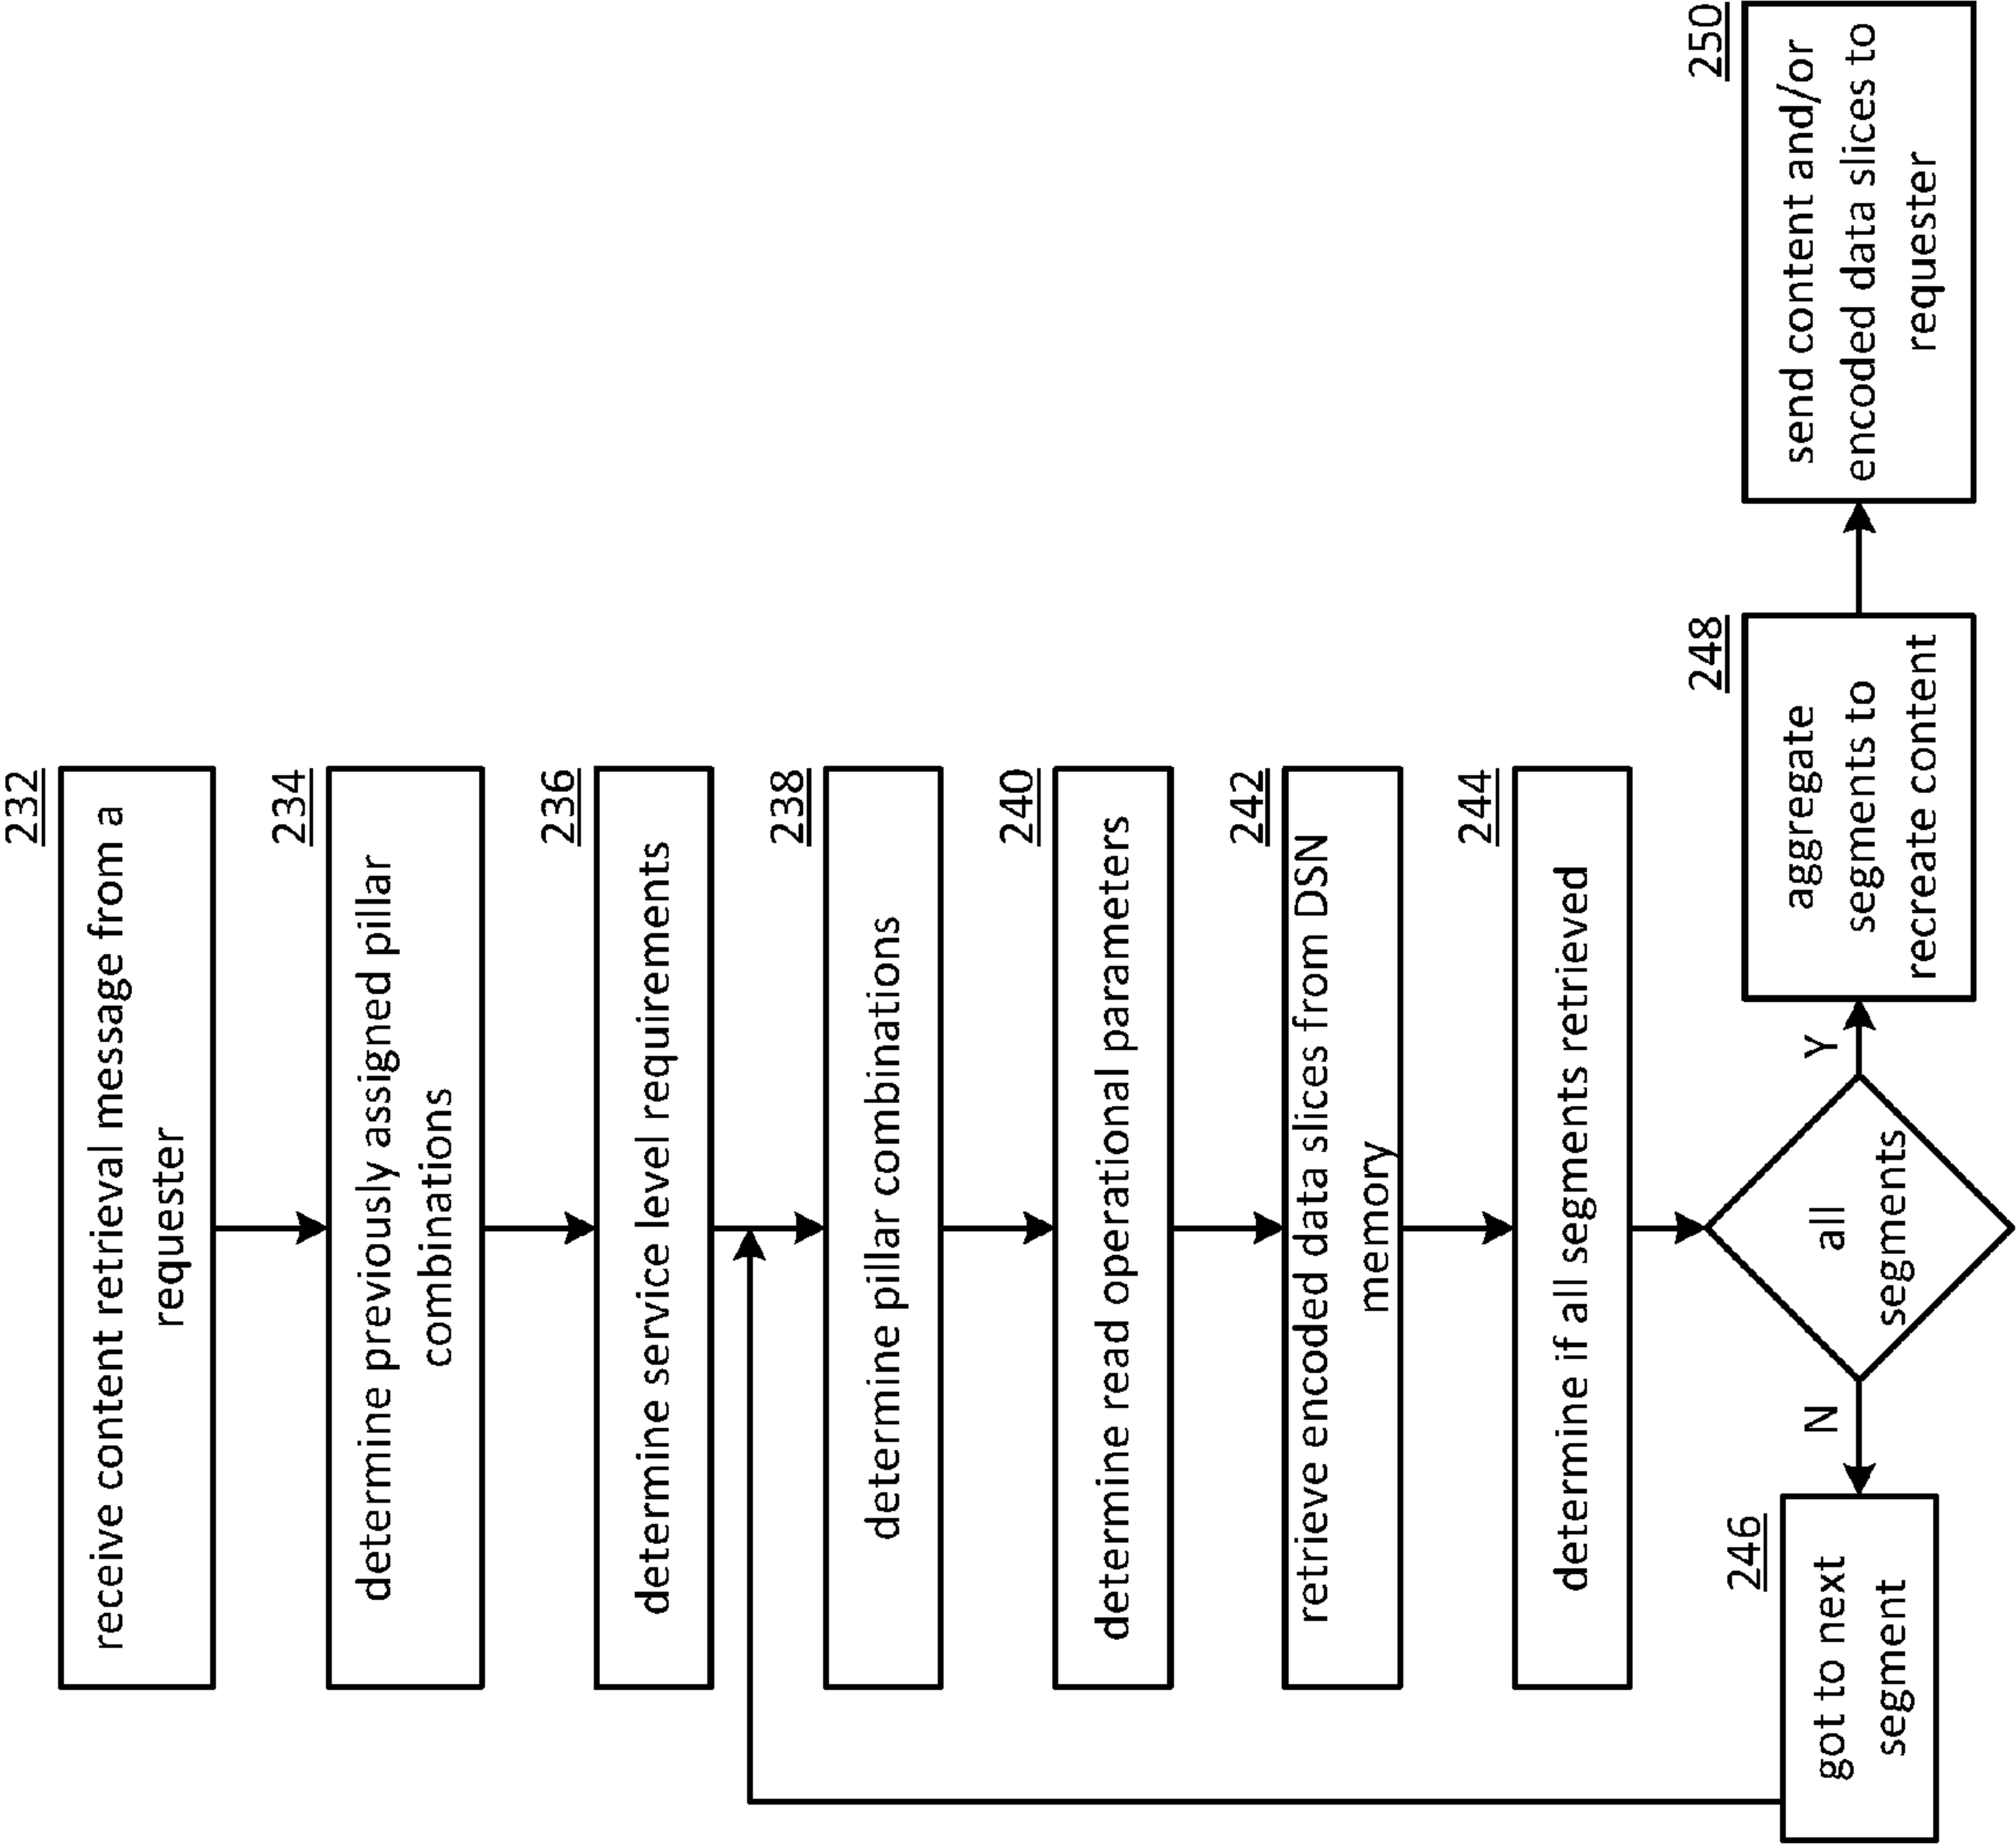 232
receive content retrieval message from a
requester
234
determine previously assigned pillar
combinations
236
determine service level requirements
238
determine pillar combinations
240
determine read operational parameters
242
retrieve encoded data slices from DSN
memory
244
determine if all segments retrieved
all
segments
N
Y
246
got to next
segment
248
aggregate
segments to
recreate content
250
send content and/or
encoded data slices to
requester